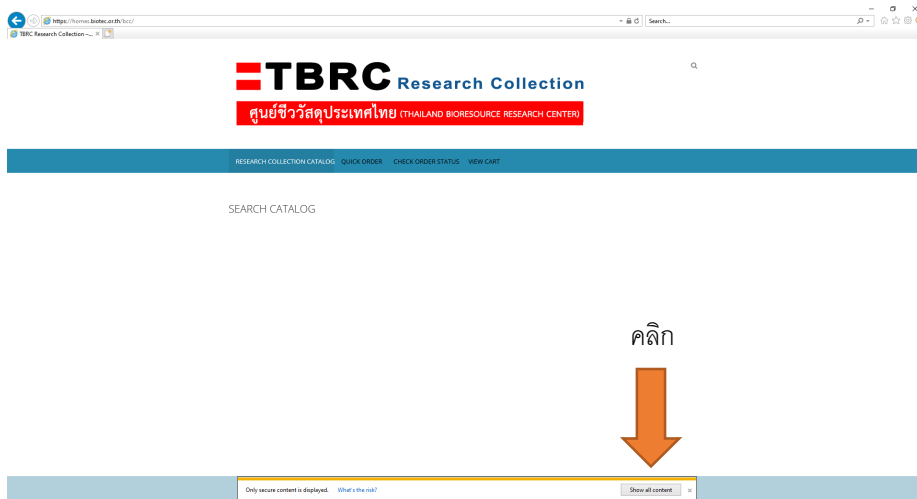 https://homes.biotec.or.th/bcc/
Search...
TBRC Research Collection –...
TBRC Research Collection
ศูนย์ชีววัสดุประเทศไทย (THAILAND BIORESOURCE RESEARCH CENTER)
RESEARCH COLLECTION CATALOG QUICK ORDER CHECK ORDER STATUS VIEW CART
SEARCH CATALOG
คลิก
Only secure content is displayed. What's the risk? Show all content